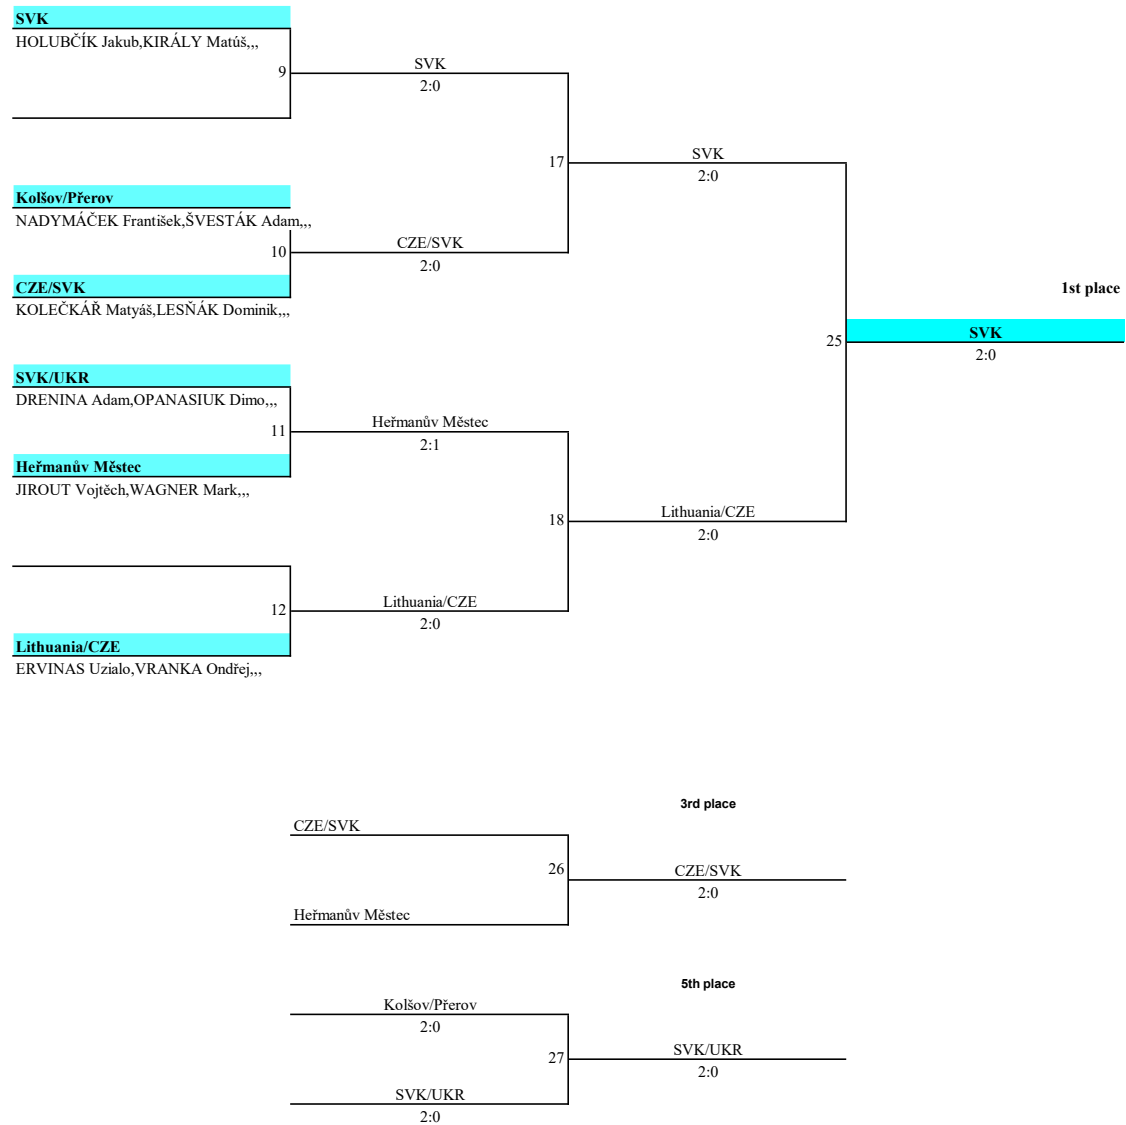 SVK
HOLUBČÍK Jakub,KIRÁLY Matúš,,,
SVK
9
2:0
SVK
17
2:0
Kolšov/Přerov
NADYMÁČEK František,ŠVESTÁK Adam,,,
CZE/SVK
10
2:0
CZE/SVK
1st place
KOLEČKÁŘ Matyáš,LESŇÁK Dominik,,,
SVK
25
2:0
SVK/UKR
DRENINA Adam,OPANASIUK Dimo,,,
Heřmanův Městec
11
2:1
Heřmanův Městec
JIROUT Vojtěch,WAGNER Mark,,,
Lithuania/CZE
18
2:0
Lithuania/CZE
12
2:0
Lithuania/CZE
ERVINAS Uzialo,VRANKA Ondřej,,,
3rd place
CZE/SVK
26
CZE/SVK
2:0
Heřmanův Městec
5th place
Kolšov/Přerov
2:0
SVK/UKR
27
2:0
SVK/UKR
2:0